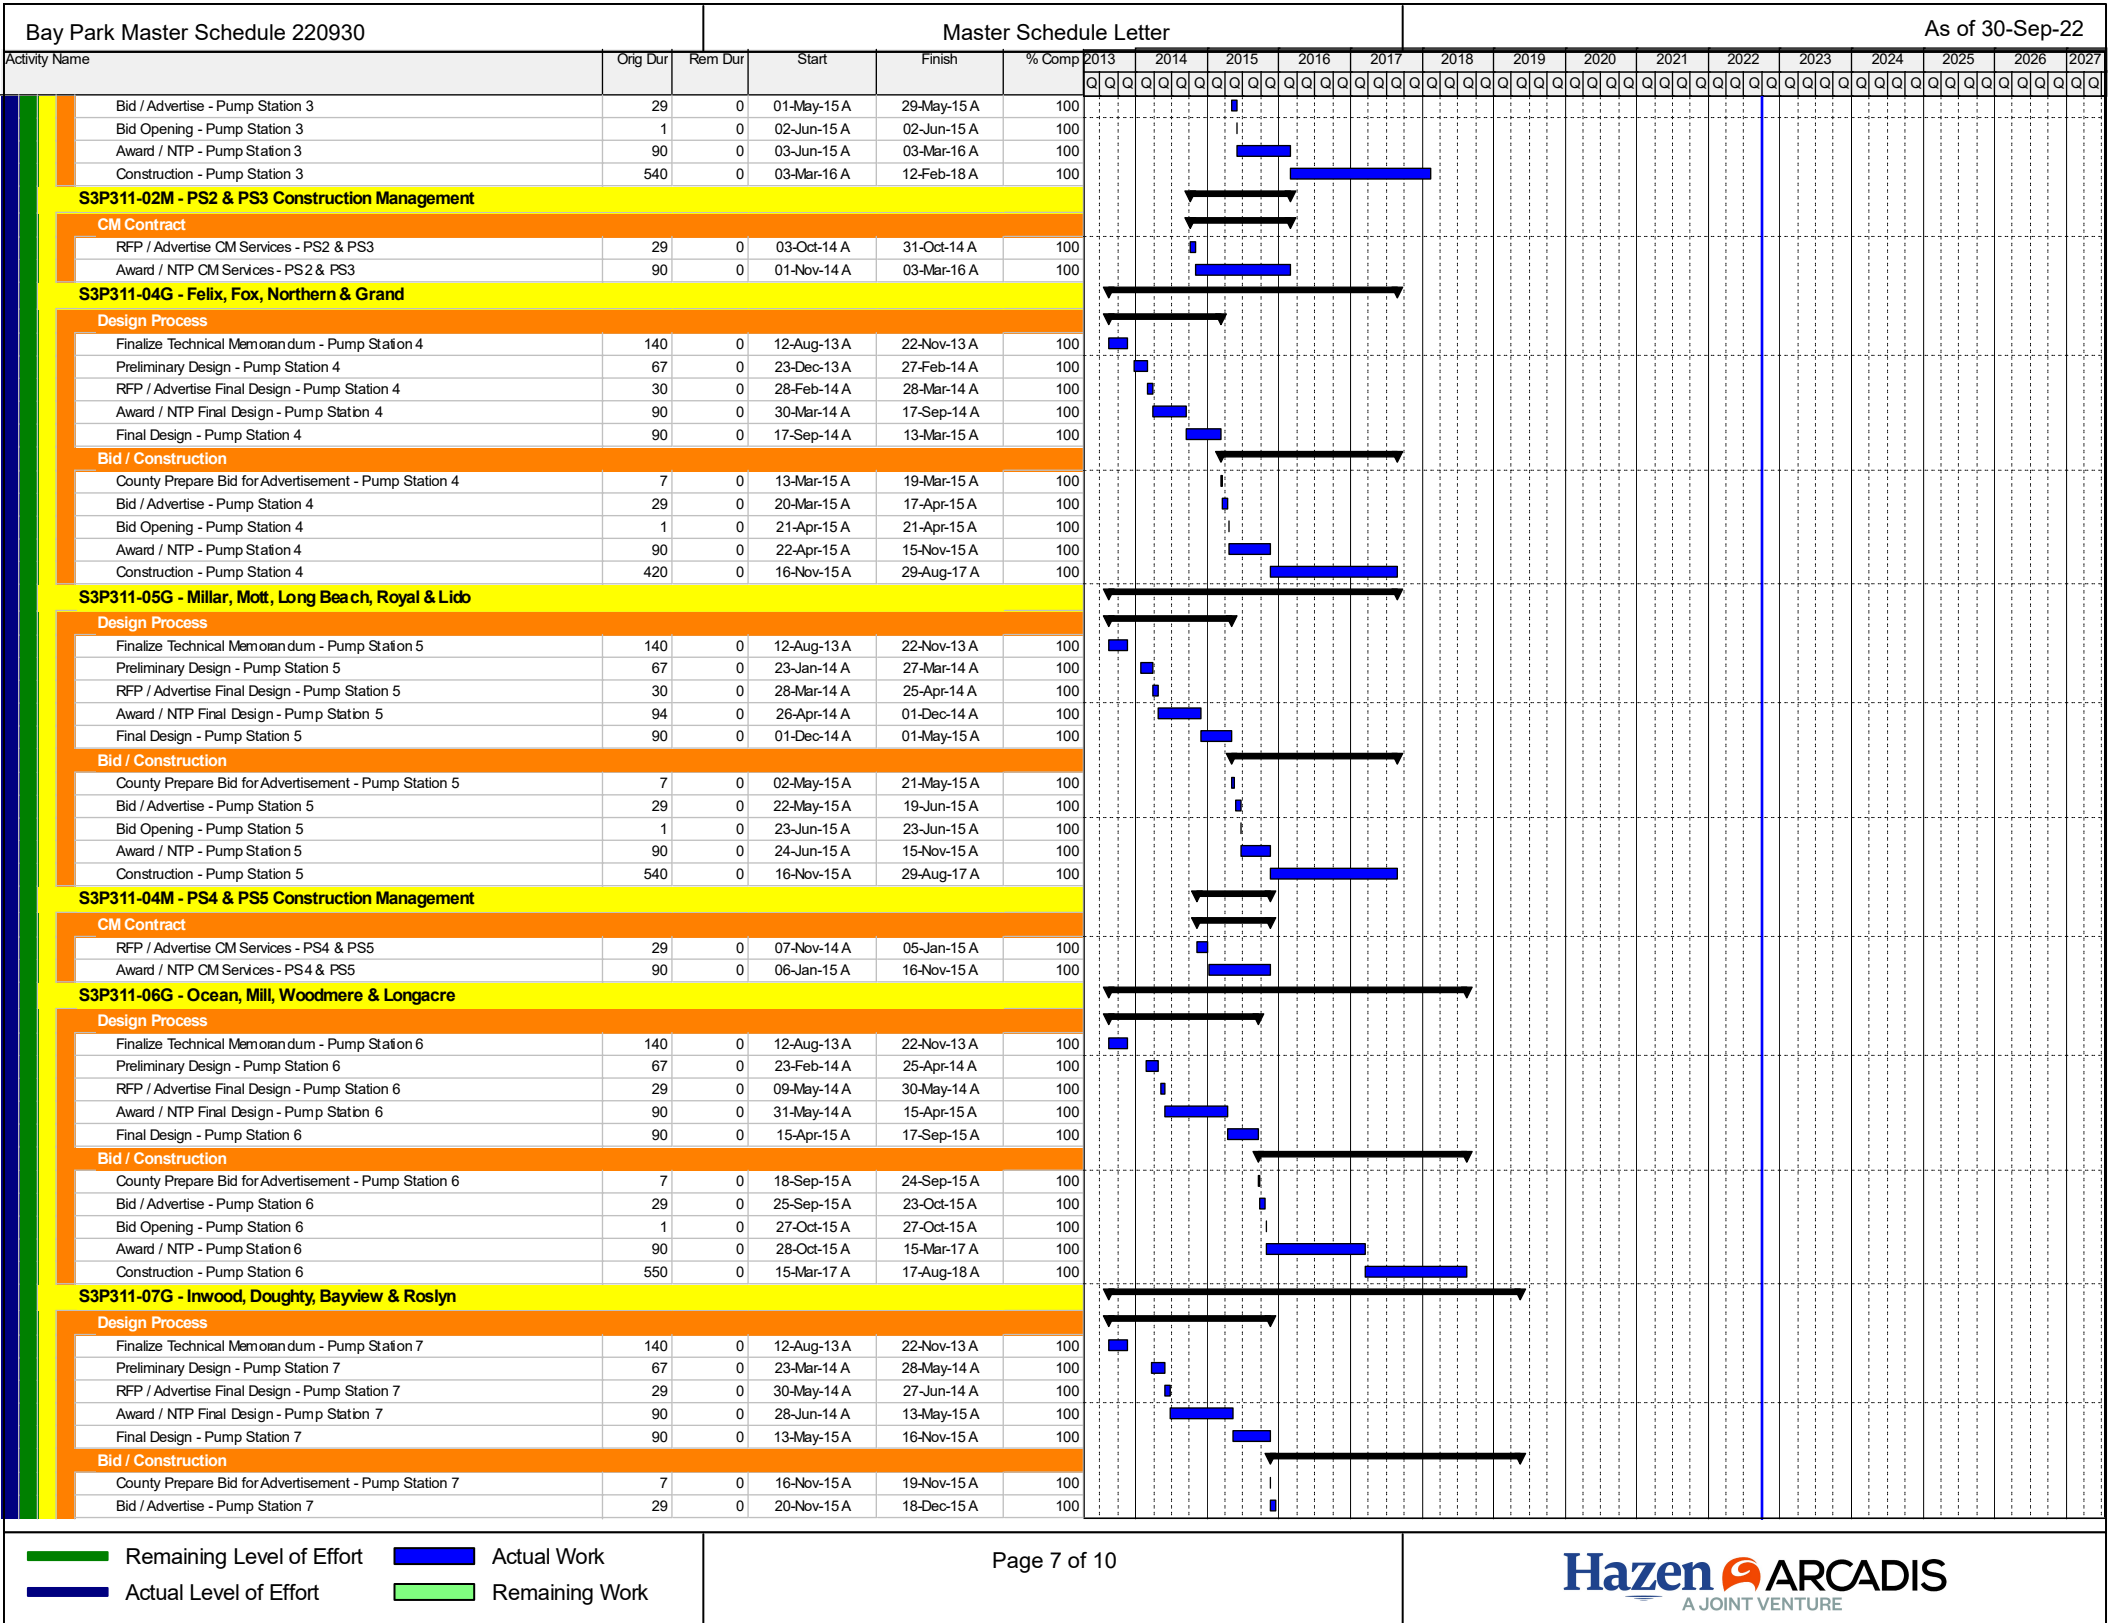 Bay Park Master Schedule 220930
Master Schedule Letter
As of 30-Sep-22
Activity Name Orig Dur Rem Dur Start Finish % Comp 2013 2014 2015 2016 2017 2018 2019 2020 2021 2022 2023 2024 2025 2026 2027
Q Q Q Q Q Q Q Q Q Q Q Q Q Q Q Q Q Q Q Q Q Q Q Q Q Q Q Q Q Q Q Q Q Q Q Q Q Q Q Q Q Q Q Q Q Q Q Q Q Q Q Q Q Q Q Q Q
Bid / Advertise - Pump Station 3 29 0 01-May-15 A 29-May-15 A 100
Bid Opening - Pump Station 3 1 0 02-Jun-15 A 02-Jun-15 A 100
Award / NTP - Pump Station 3 90 0 03-Jun-15 A 03-Mar-16 A 100
Construction - Pump Station 3 540 0 03-Mar-16 A 12-Feb-18 A 100
S3P311-02M - PS2 & PS3 Construction Management
CM Contract
RFP / Advertise CM Services - PS2 & PS3 29 0 03-Oct-14 A 31-Oct-14 A 100
Award / NTP CM Services - PS2 & PS3 90 0 01-Nov-14 A 03-Mar-16 A 100
S3P311-04G - Felix, Fox, Northern & Grand
Design Process
Finalize Technical Memorandum - Pump Station 4 140 0 12-Aug-13 A 22-Nov-13 A 100
Preliminary Design - Pump Station 4 67 0 23-Dec-13 A 27-Feb-14 A 100
RFP / Advertise Final Design - Pump Station 4 30 0 28-Feb-14 A 28-Mar-14 A 100
Award / NTP Final Design - Pump Station 4 90 0 30-Mar-14 A 17-Sep-14 A 100
Final Design - Pump Station 4 90 0 17-Sep-14 A 13-Mar-15 A 100
Bid / Construction
County Prepare Bid for Advertisement - Pump Station 4 7 0 13-Mar-15 A 19-Mar-15 A 100
Bid / Advertise - Pump Station 4 29 0 20-Mar-15 A 17-Apr-15 A 100
Bid Opening - Pump Station 4 1 0 21-Apr-15 A 21-Apr-15 A 100
Award / NTP - Pump Station 4 90 0 22-Apr-15 A 15-Nov-15 A 100
Construction - Pump Station 4 420 0 16-Nov-15 A 29-Aug-17 A 100
S3P311-05G - Millar, Mott, Long Beach, Royal & Lido
Design Process
Finalize Technical Memorandum - Pump Station 5 140 0 12-Aug-13 A 22-Nov-13 A 100
Preliminary Design - Pump Station 5 67 0 23-Jan-14 A 27-Mar-14 A 100
RFP / Advertise Final Design - Pump Station 5 30 0 28-Mar-14 A 25-Apr-14 A 100
Award / NTP Final Design - Pump Station 5 94 0 26-Apr-14 A 01-Dec-14 A 100
Final Design - Pump Station 5 90 0 01-Dec-14 A 01-May-15 A 100
Bid / Construction
County Prepare Bid for Advertisement - Pump Station 5 7 0 02-May-15 A 21-May-15 A 100
Bid / Advertise - Pump Station 5 29 0 22-May-15 A 19-Jun-15 A 100
Bid Opening - Pump Station 5 1 0 23-Jun-15 A 23-Jun-15 A 100
Award / NTP - Pump Station 5 90 0 24-Jun-15 A 15-Nov-15 A 100
Construction - Pump Station 5 540 0 16-Nov-15 A 29-Aug-17 A 100
S3P311-04M - PS4 & PS5 Construction Management
CM Contract
RFP / Advertise CM Services - PS4 & PS5 29 0 07-Nov-14 A 05-Jan-15 A 100
Award / NTP CM Services - PS4 & PS5 90 0 06-Jan-15 A 16-Nov-15 A 100
S3P311-06G - Ocean, Mill, Woodmere & Longacre
Design Process
Finalize Technical Memorandum - Pump Station 6 140 0 12-Aug-13 A 22-Nov-13 A 100
Preliminary Design - Pump Station 6 67 0 23-Feb-14 A 25-Apr-14 A 100
RFP / Advertise Final Design - Pump Station 6 29 0 09-May-14 A 30-May-14 A 100
Award / NTP Final Design - Pump Station 6 90 0 31-May-14 A 15-Apr-15 A 100
Final Design - Pump Station 6 90 0 15-Apr-15 A 17-Sep-15 A 100
Bid / Construction
County Prepare Bid for Advertisement - Pump Station 6 7 0 18-Sep-15 A 24-Sep-15 A 100
Bid / Advertise - Pump Station 6 29 0 25-Sep-15 A 23-Oct-15 A 100
Bid Opening - Pump Station 6 1 0 27-Oct-15 A 27-Oct-15 A 100
Award / NTP - Pump Station 6 90 0 28-Oct-15 A 15-Mar-17 A 100
Construction - Pump Station 6 550 0 15-Mar-17 A 17-Aug-18 A 100
S3P311-07G - Inwood, Doughty, Bayview & Roslyn
Design Process
Finalize Technical Memorandum - Pump Station 7 140 0 12-Aug-13 A 22-Nov-13 A 100
Preliminary Design - Pump Station 7 67 0 23-Mar-14 A 28-May-14 A 100
RFP / Advertise Final Design - Pump Station 7 29 0 30-May-14 A 27-Jun-14 A 100
Award / NTP Final Design - Pump Station 7 90 0 28-Jun-14 A 13-May-15 A 100
Final Design - Pump Station 7 90 0 13-May-15 A 16-Nov-15 A 100
Bid / Construction
County Prepare Bid for Advertisement - Pump Station 7 7 0 16-Nov-15 A 19-Nov-15 A 100
Bid / Advertise - Pump Station 7 29 0 20-Nov-15 A 18-Dec-15 A 100
Remaining Level of Effort Actual Work
Actual Level of Effort Remaining Work
Page 7 of 10
Hazen ARCADIS
A JOINT VENTURE